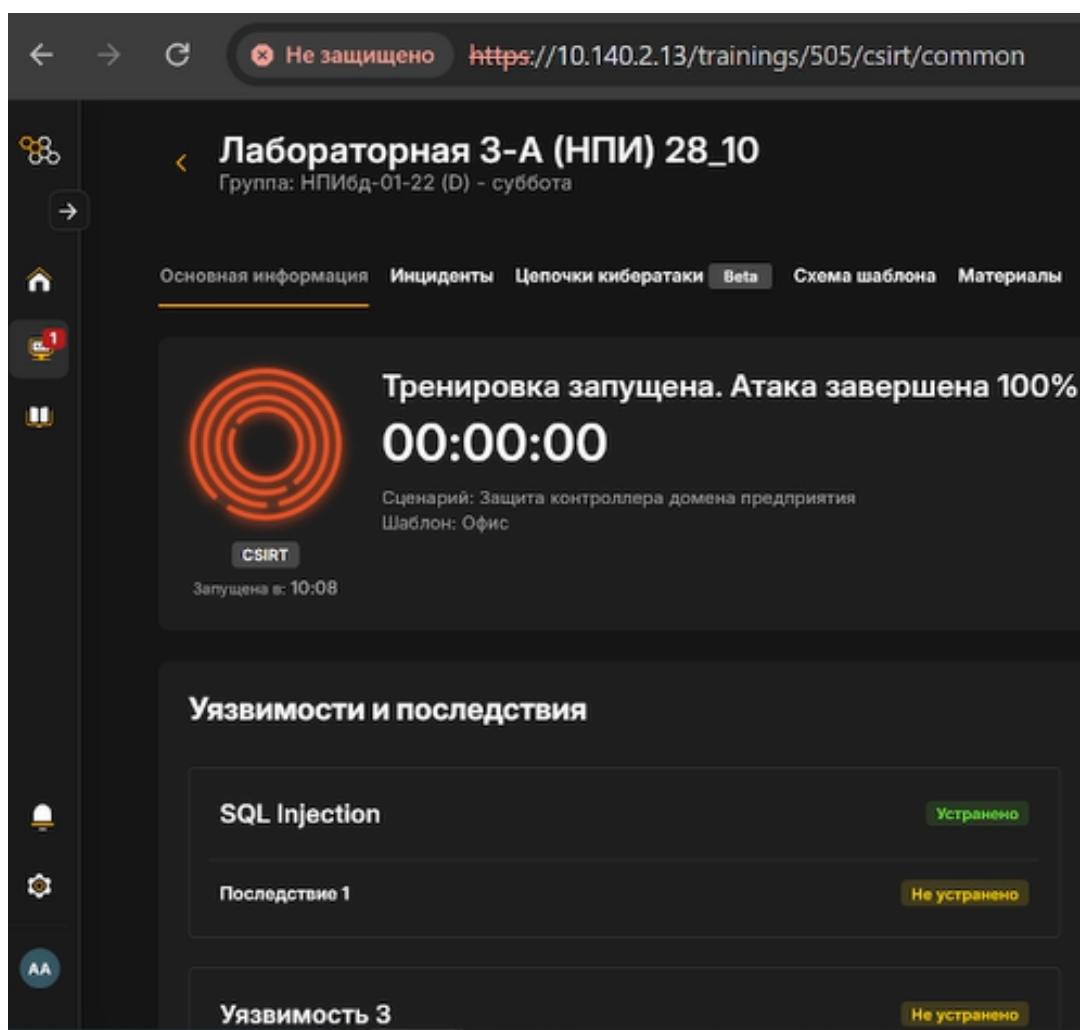 Не защищено https://10.140.2.13/trainings/505/csirt/common
Лабораторная 3-А (НПИ) 28_10
Группа: НПИбд-01-22 (D) - суббота
Основная информация Инциденты Цепочки кибератаки Beta Схема шаблона Материалы
1
Тренировка запущена. Атака завершена 100%
00:00:00
Сценарий: Защита контроллера домена предприятия
Шаблон: Офис
CSIRT
Запущена в: 10:08
Уязвимости и последствия
SQL Injection Устранено
Последствие 1 Не устранено
AA
Уязвимость 3 Не устранено